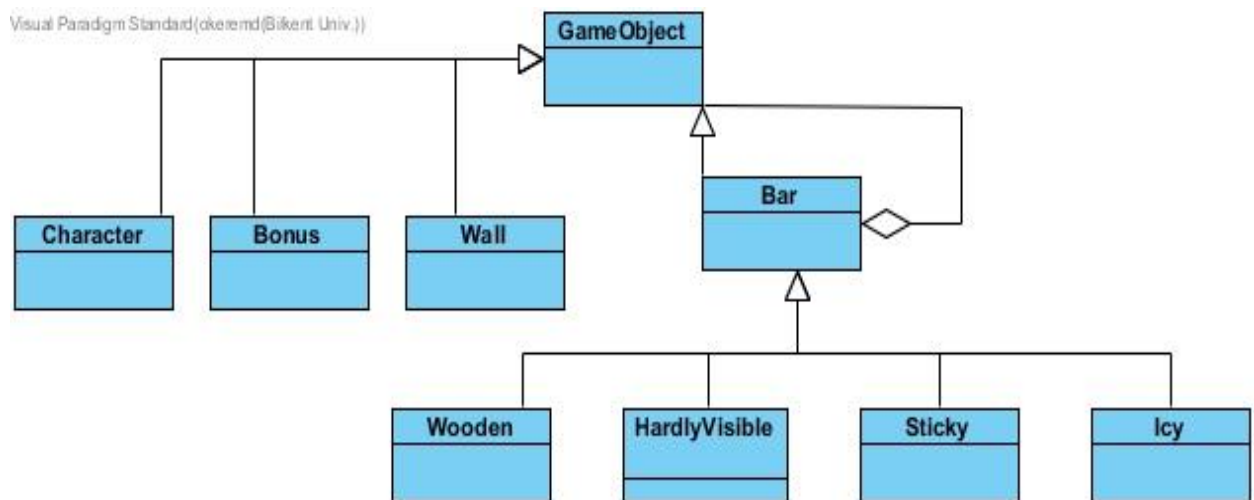 Visual Paradigm Standard(okeremd(Bilkent Univ.))
GameObject
Bar
Character
Bonus
Wall
Wooden
HardlyVisible
Sticky
Icy